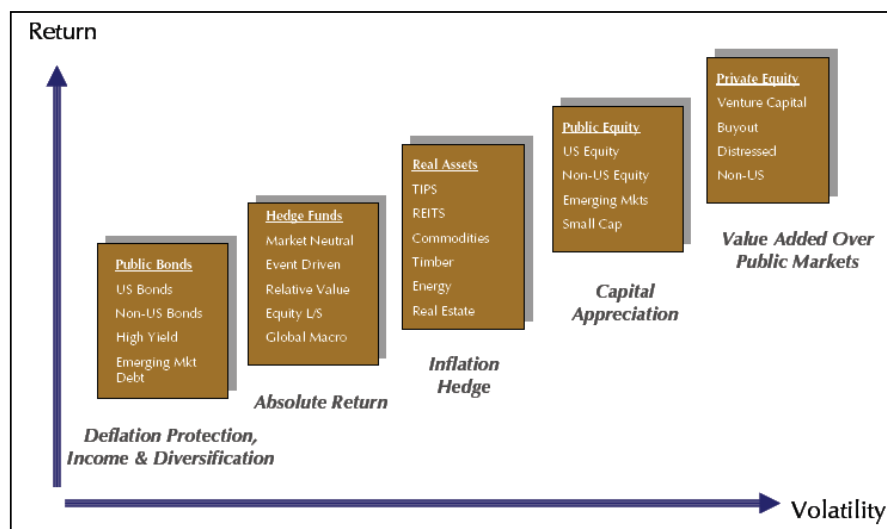 Return
Public Bonds
US Bonds
Non-US Bonds
High Yield
Emerging Mkt
Debt
Deflation Protection,
Income & Diversification
Hedge Funds
Market Neutral
Event Driven
Relative Value
Equity L/S
Global Macro
Absolute Return
Real Assets
TIPS
REITS
Commodities
Timber
Energy
Real Estate
Inflation
Hedge
Public Equity
US Equity
Non-US Equity
Emerging Mkts
Small Cap
Capital
Appreciation
Private Equity
Venture Capital
Buyout
Distressed
Non-US
Value Added Over
Public Markets
Volatility